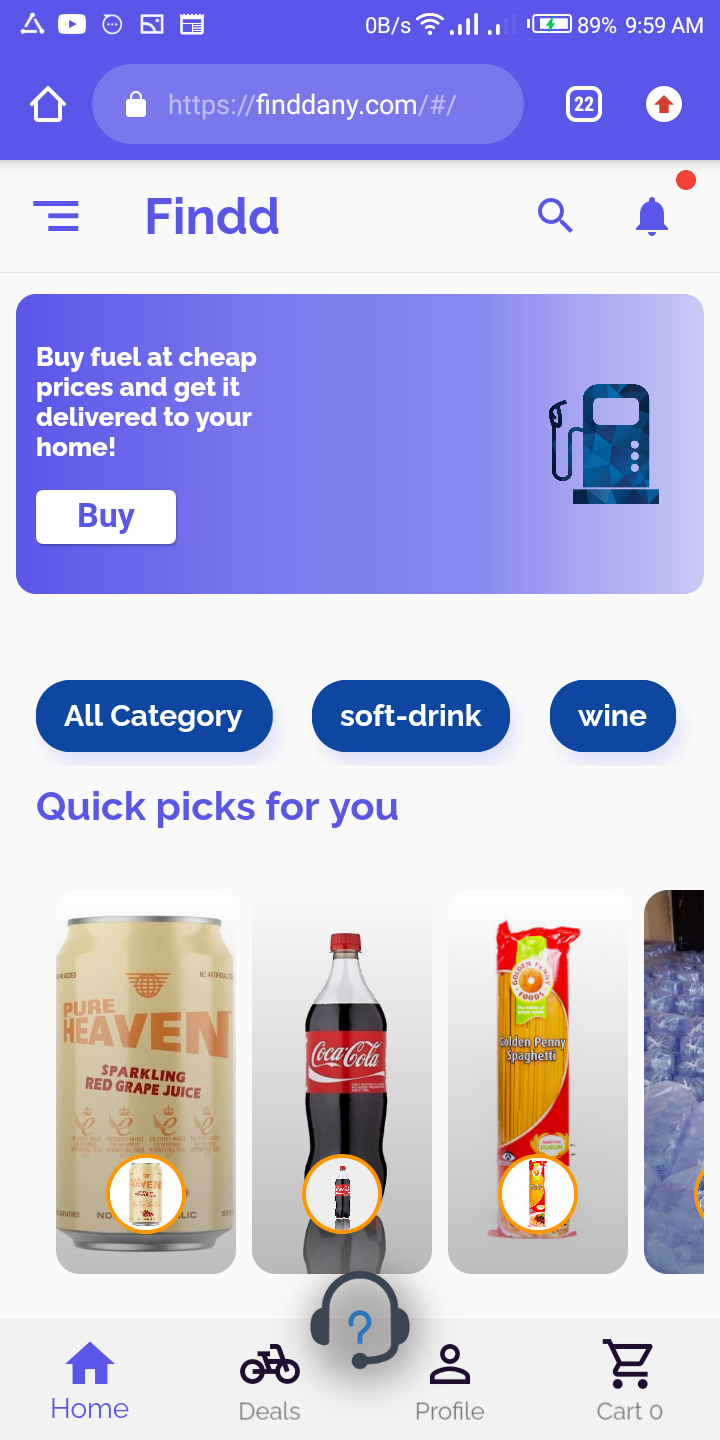 0B/s 89% 9:59 AM
https://finddany.com/#/
22
Findd
Buy fuel at cheap
prices and get it
delivered to your
home!
Buy
All Category soft-drink wine
Quick picks for you
PURE
HEAVEN
SPARKLING
RED GRAPE JUICE
Coca-Cola
GOLDEN PENNY
FOODS
Golden Penny
Spaghetti
?
Home Deals Profile Cart 0